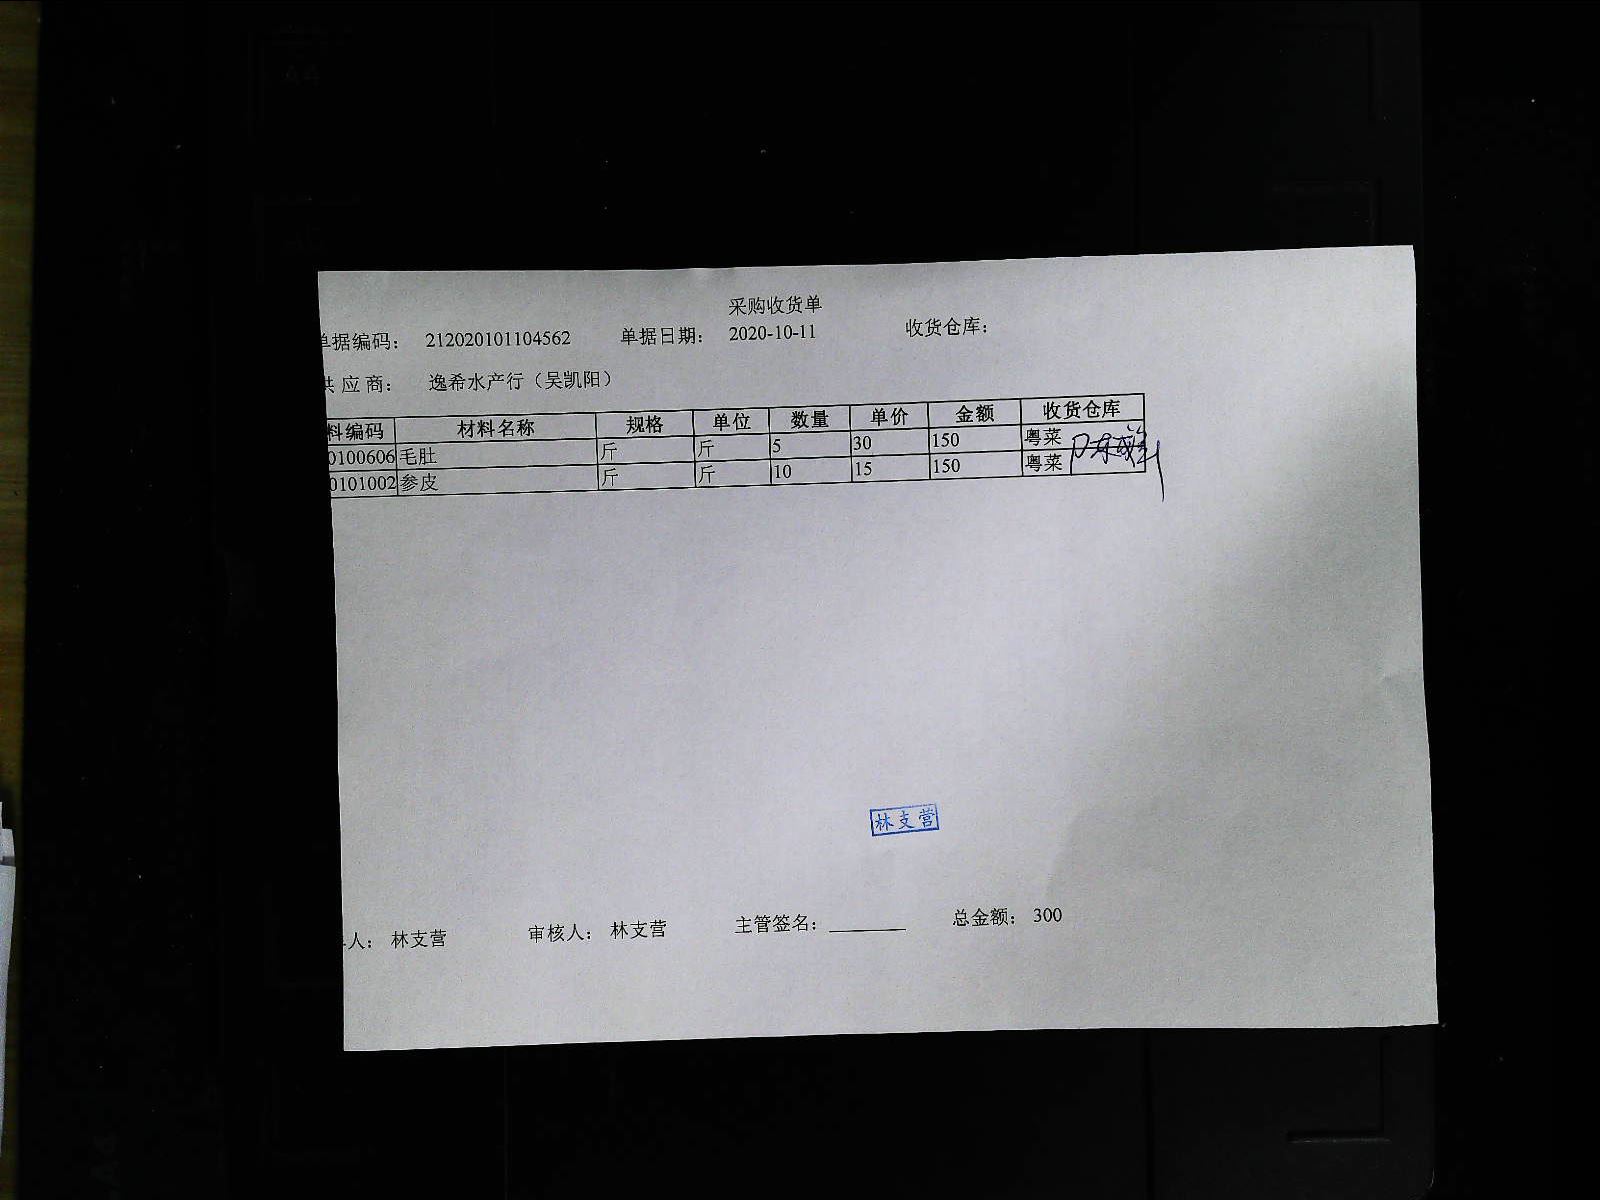 采购收货单
单据编码: 212020101104562 单据日期: 2020-10-11 收货仓库:
供应商: 逸希水产行（吴凯阳）
料编码 材料名称 规格 单位 数量 单价 金额 收货仓库
0100606 毛肚 斤 斤 5 30 150 粤菜
0101002 参皮 斤 斤 10 15 150 粤菜
林支营
人: 林支营 审核人: 林支营 主管签名: 总金额: 300